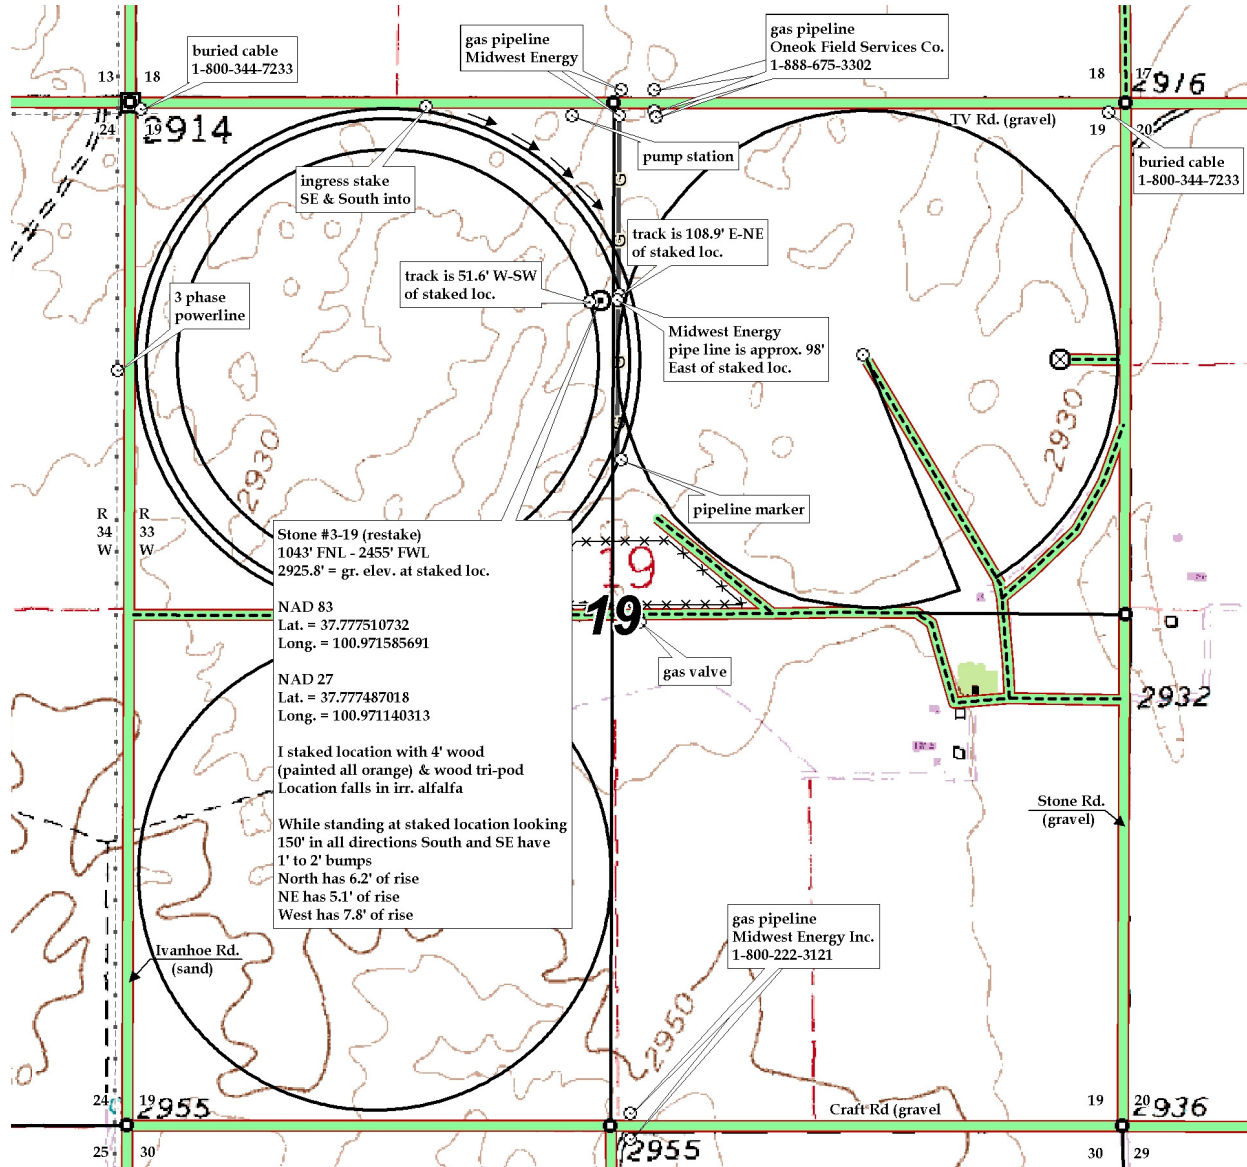 buried cable
1-800-344-7233
gas pipeline
Midwest Energy
gas pipeline
Oneok Field Services Co.
1-888-675-3302
13 18
18 17
2916
24 19
2914
TV Rd. (gravel)
19 20
pump station
buried cable
1-800-344-7233
ingress stake
SE & South into
G
track is 108.9' E-NE
of staked loc.
G
track is 51.6' W-SW
of staked loc.
3 phase
powerline
Midwest Energy
pipe line is approx. 98'
East of staked loc.
G
G
2930
2930
pipeline marker
R R
34 33
W W
Stone #3-19 (restake)
1043' FNL - 2455' FWL
2925.8' = gr. elev. at staked loc.
NAD 83
Lat. = 37.777510732
Long. = 100.971585691
NAD 27
Lat. = 37.777487018
Long. = 100.971140313
I staked location with 4' wood
(painted all orange) & wood tri-pod
Location falls in irr. alfalfa
While standing at staked location looking
150' in all directions South and SE have
1' to 2' bumps
North has 6.2' of rise
NE has 5.1' of rise
West has 7.8' of rise
19
19
gas valve
2932
Stone Rd.
(gravel)
Ivanhoe Rd.
(sand)
gas pipeline
Midwest Energy Inc.
1-800-222-3121
2950
24 19
2955
Craft Rd (gravel
19 20
2936
25 30
2955
30 29